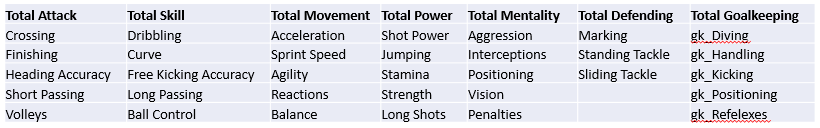 Total Attack Total Skill Total Movement Total Power Total Mentality Total Defending Total Goalkeeping
Crossing Dribbling Acceleration Shot Power Aggression Marking gk_Diving
Finishing Curve Sprint Speed Jumping Interceptions Standing Tackle gk_Handling
Heading Accuracy Free Kicking Accuracy Agility Stamina Positioning Sliding Tackle gk_Kicking
Short Passing Long Passing Reactions Strength Vision gk_Positioning
Volleys Ball Control Balance Long Shots Penalties gk_Refelexes